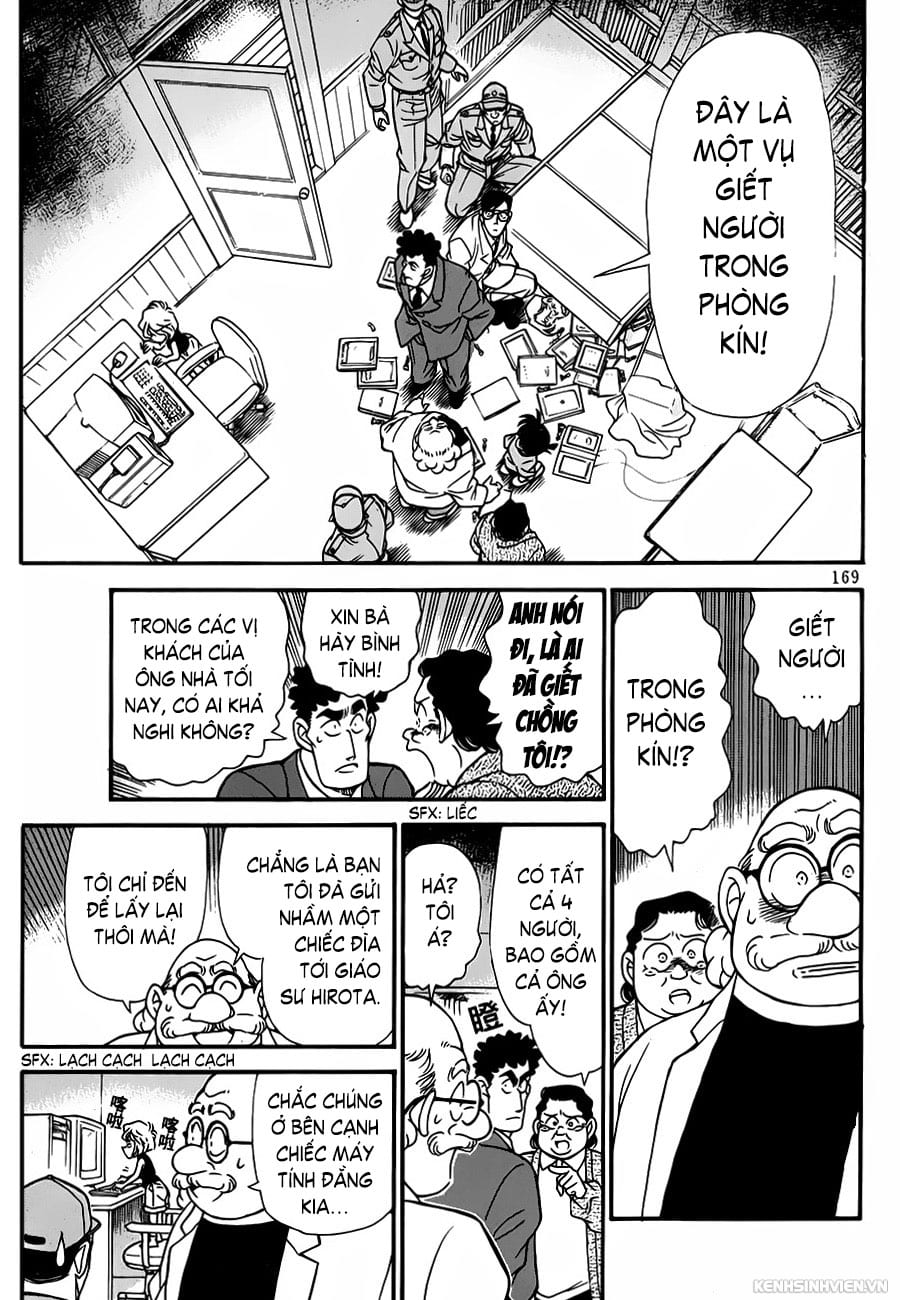 ĐÂY LÀ
MỘT VỤ
GIẾT
NGƯỜI
TRONG
PHÒNG
KÍN!
169
GIẾT
NGƯỜI
...
TRONG
PHÒNG
KÍN!?
ANH NÓI
ĐI, LÀ AI
ĐÃ GIẾT
CHỒNG
TÔI!?
XIN BÀ
HÃY BÌNH
TĨNH!
TRONG CÁC VỊ
KHÁCH CỦA
ÔNG NHÀ TỐI
NAY, CÓ AI KHẢ
NGHI KHÔNG?
SFX: LIẾC
CÓ TẤT
CẢ 4
NGƯỜI,
BAO GỒM
CẢ ÔNG
ẤY!
HẢ?
TÔI
Á?
瞪
CHẲNG LÀ BẠN
TÔI ĐÃ GỬI
NHẦM MỘT
CHIẾC ĐĨA
TỚI GIÁO
SƯ HIROTA.
TÔI CHỈ ĐẾN
ĐỂ LẤY LẠI
THÔI MÀ!
SFX: LẠCH CẠCH LẠCH CẠCH
CHẮC CHÚNG
Ở BÊN CẠNH
CHIẾC MÁY
TÍNH ĐẰNG
KIA...
喀啦
喀啦
KENHSINHVIEN.VN